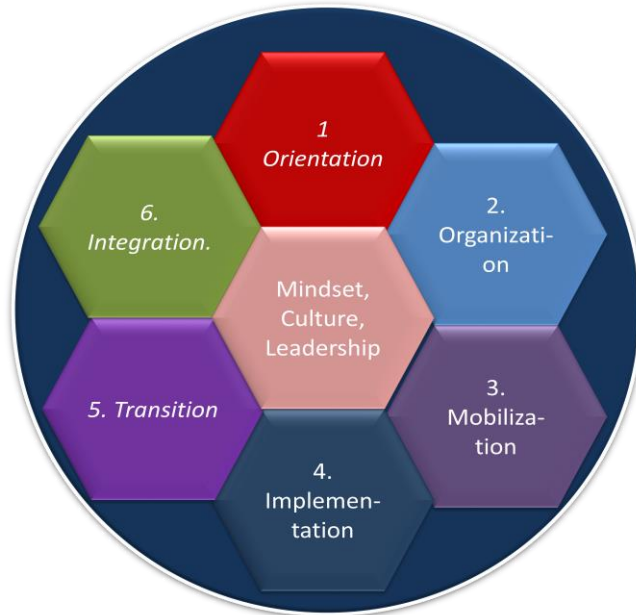 1
Orientation
2.
Organizati-
on
3.
Mobiliza-
tion
4.
Implemen-
tation
5. Transition
6.
Integration.
Mindset,
Culture,
Leadership